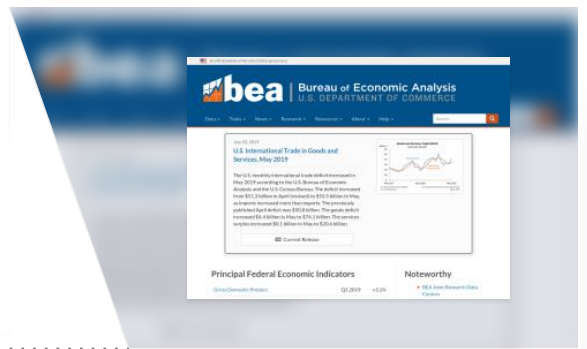 bea
Bureau of Economic Analysis
U.S. DEPARTMENT OF COMMERCE
Data
Tools
News
Research
Resources
About
Help
Search
July 03, 2019
U.S. International Trade in Goods and
Services, May 2019
The U.S. monthly international trade deficit increased in
May 2019 according to the U.S. Bureau of Economic
Analysis and the U.S. Census Bureau. The deficit increased
from $51.2 billion in April (revised) to $55.5 billion in May,
as imports increased more than exports. The previously
published April deficit was $50.8 billion. The goods deficit
increased $4.4 billion in May to $76.1 billion. The services
surplus increased $0.1 billion in May to $20.6 billion.
Current Release
Principal Federal Economic Indicators
Noteworthy
Gross Domestic Product
Q1 2019
+3.1%
BEA Joins Research Data
Centers